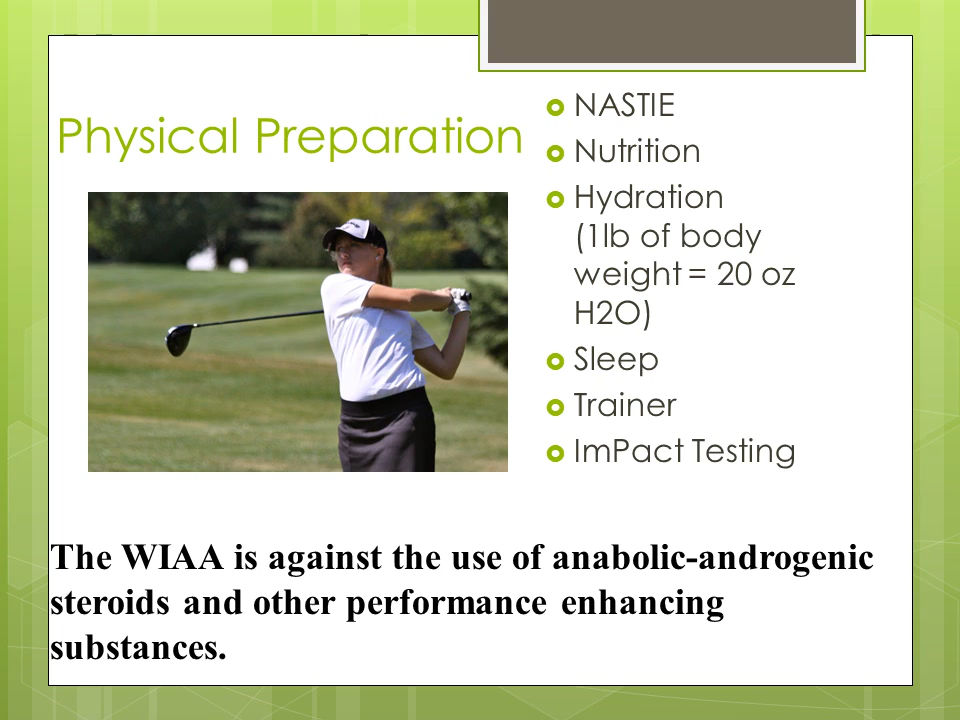 Physical Preparation
NASTIE
Nutrition
Hydration
(1lb of body
weight = 20 oz
H2O)
Sleep
Trainer
ImPact Testing
The WIAA is against the use of anabolic-androgenic
steroids and other performance enhancing
substances.